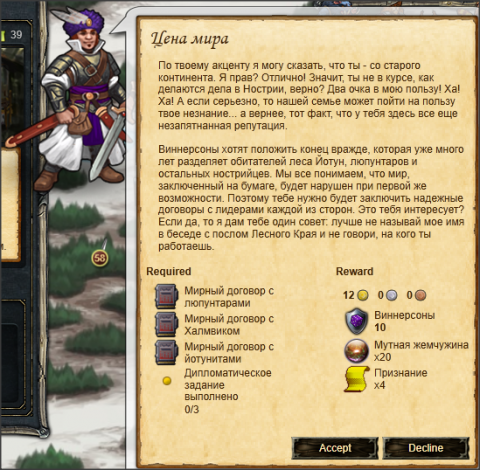 39
Цена мира
По твоему акценту я могу сказать, что ты - со старого
континента. Я прав? Отлично! Значит, ты не в курсе, как
делаются дела в Нострии, верно? Два очка в мою пользу! Ха!
Ха! А если серьезно, то нашей семье может пойти на пользу
твое незнание... а вернее, тот факт, что у тебя здесь все еще
незапятнанная репутация.
Виннерсоны хотят положить конец вражде, которая уже много
лет разделяет обитателей леса Йотун, люпунтаров и
остальных нострийцев. Мы все понимаем, что мир,
заключенный на бумаге, будет нарушен при первой же
возможности. Поэтому тебе нужно будет заключить надежные
договоры с лидерами каждой из сторон. Это тебя интересует?
Если да, то я дам тебе один совет: лучше не называй мое имя
в беседе с послом Лесного Края и не говори, на кого ты
работаешь.
58
Required
Мирный договор с
люпунтарами
Мирный договор с
Халмвиком
Мирный договор с
йотунитами
Дипломатическое
задание
выполнено
0/3
Reward
12 0 0
Виннерсоны
10
Мутная жемчужина
x20
Признание
x4
Accept
Decline